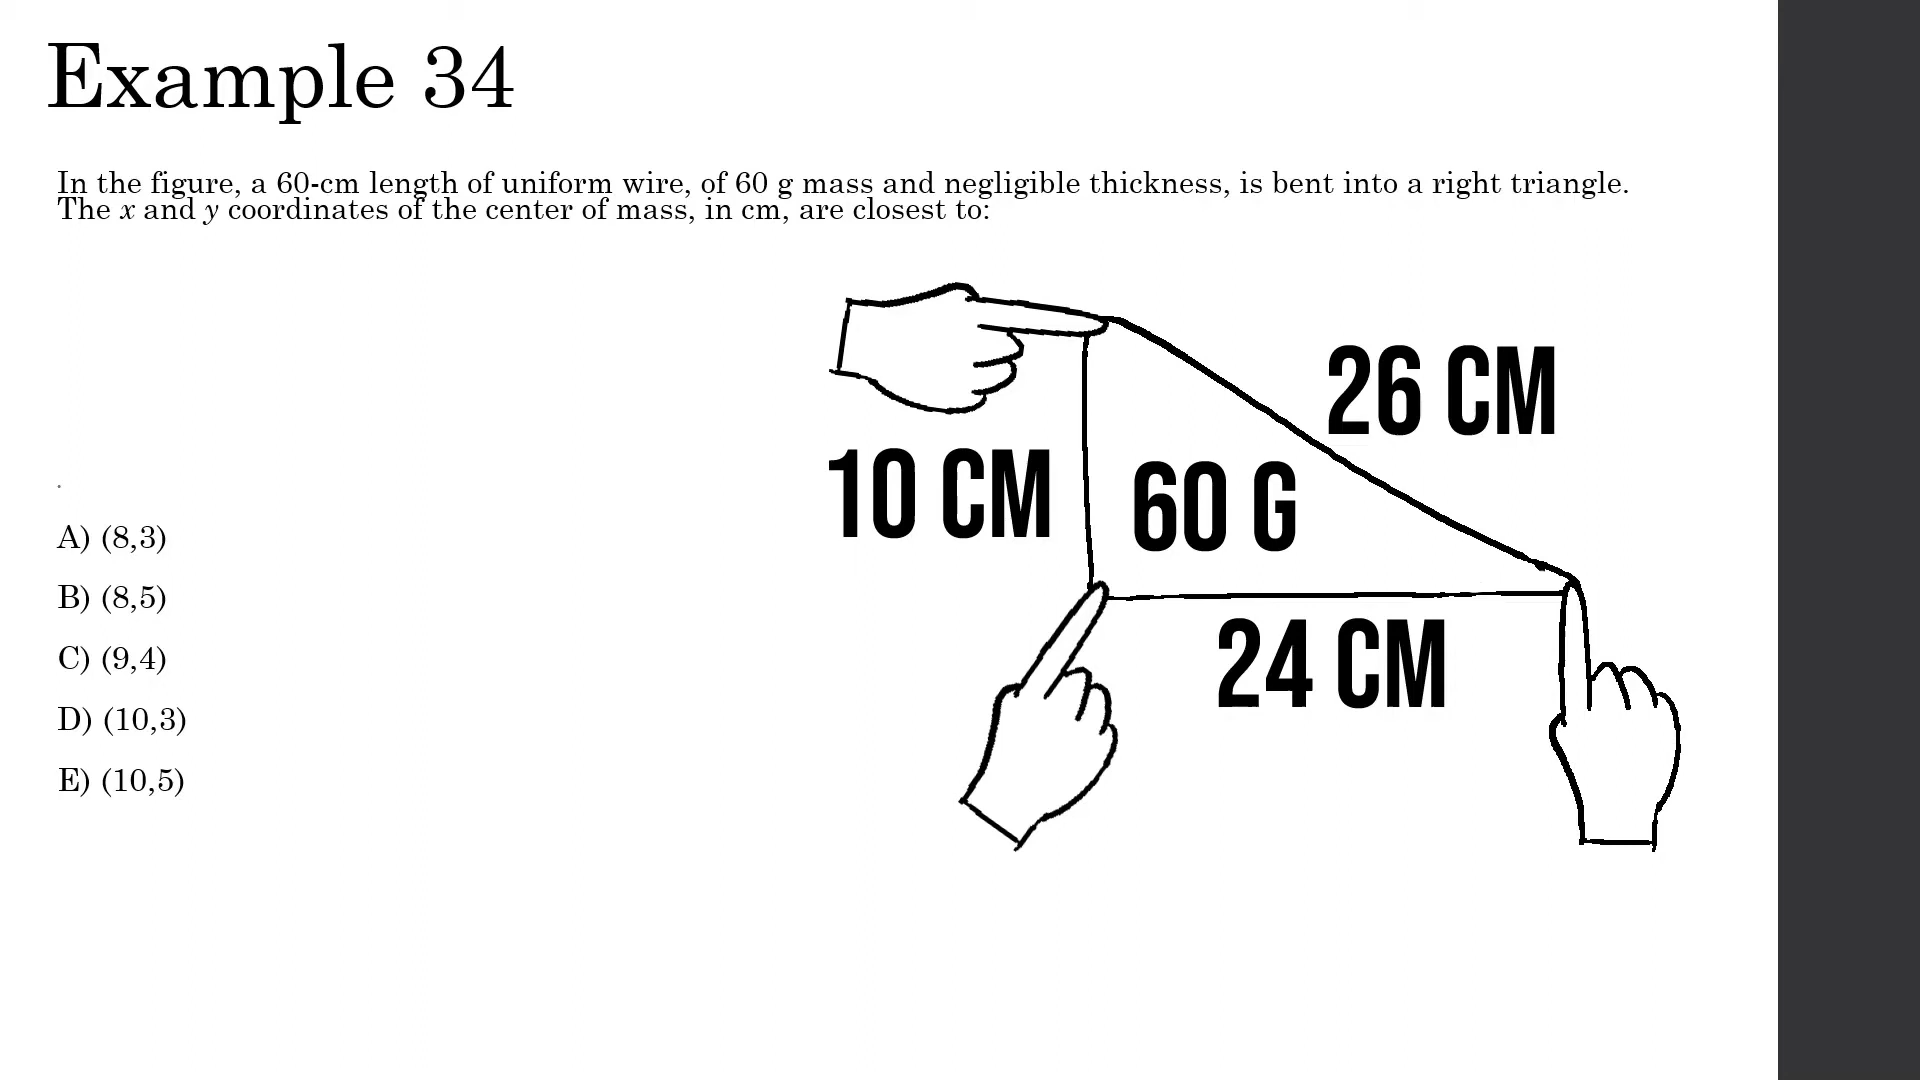 Example 34
In the figure, a 60-cm length of uniform wire, of 60 g mass and negligible thickness, is bent into a right triangle.
The x and y coordinates of the center of mass, in cm, are closest to:
26 CM
10 CM
60 G
24 CM
.
A) (8,3)
B) (8,5)
C) (9,4)
D) (10,3)
E) (10,5)